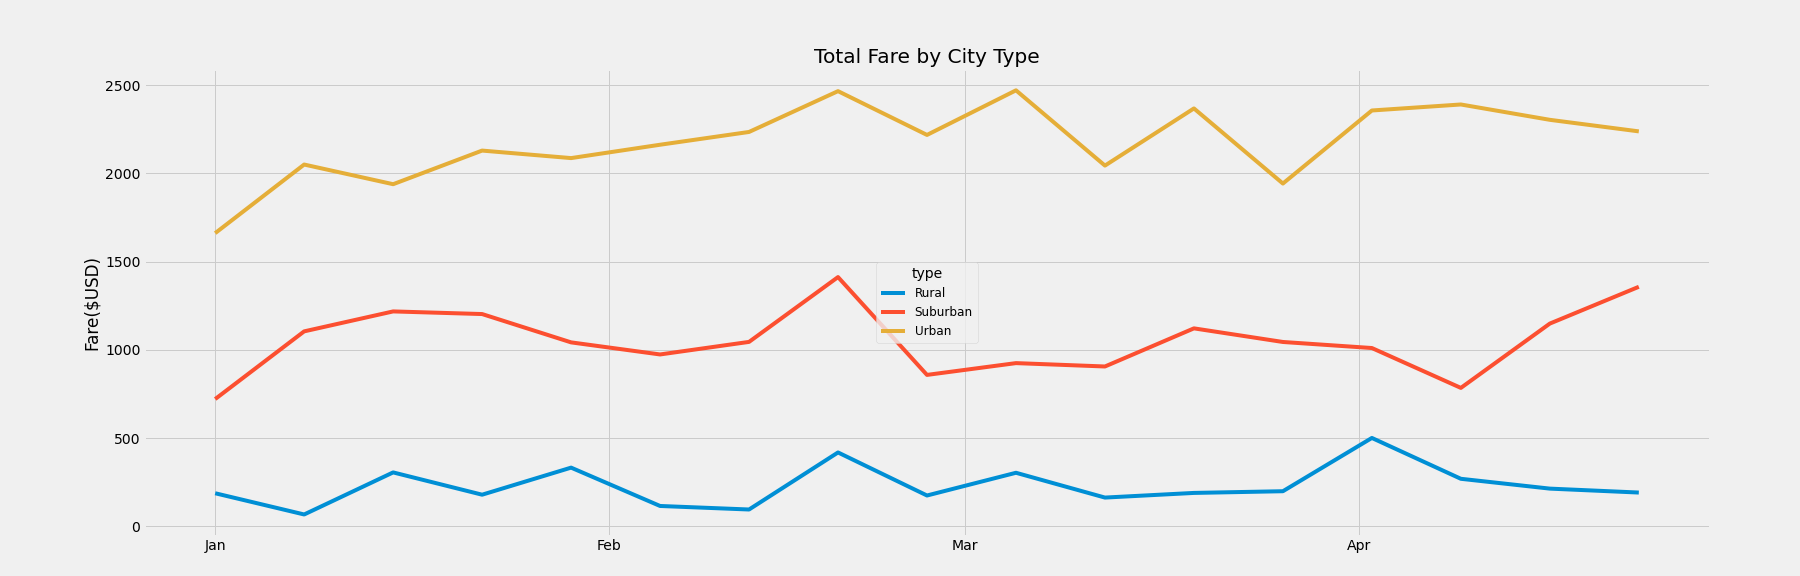 Total Fare by City Type
Fare($USD)
2500
2000
1500
1000
500
0
type
Rural
Suburban
Urban
Jan Feb Mar Apr